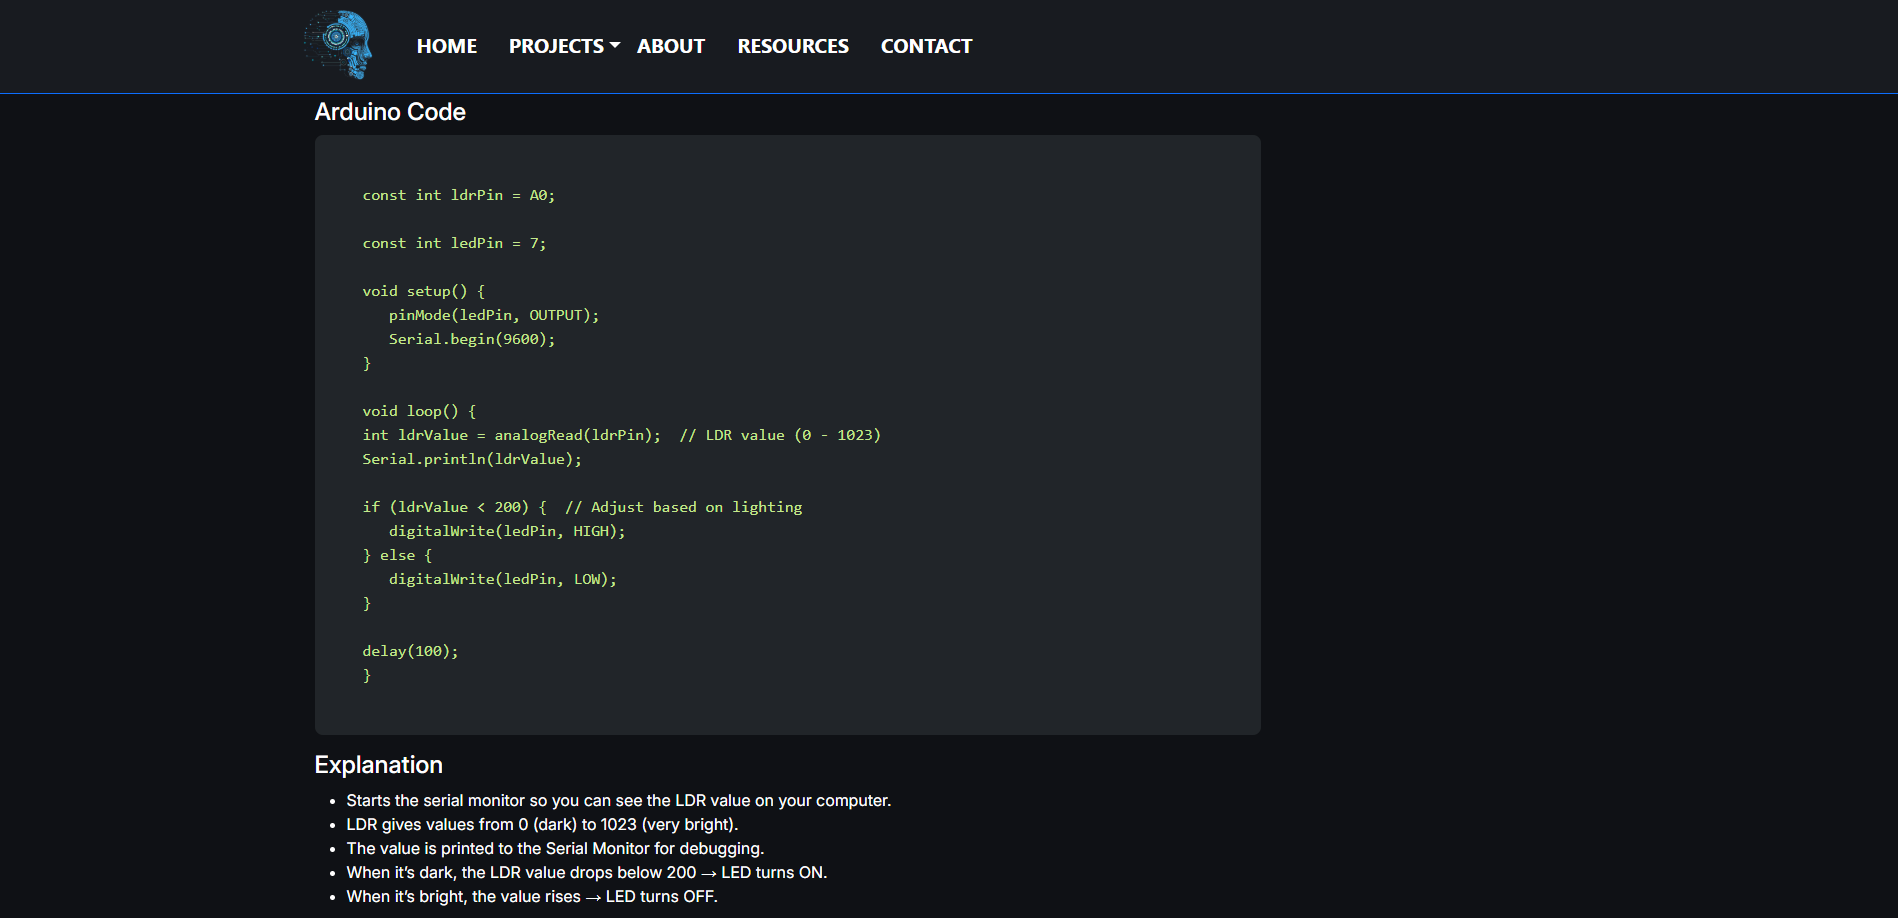 HOME PROJECTS ABOUT RESOURCES CONTACT
Arduino Code
const int ldrPin = A0;
const int ledPin = 7;
void setup() {
   pinMode(ledPin, OUTPUT);
   Serial.begin(9600);
}
void loop() {
int ldrValue = analogRead(ldrPin);  // LDR value (0 - 1023)
Serial.println(ldrValue);
if (ldrValue < 200) {  // Adjust based on lighting
   digitalWrite(ledPin, HIGH);
} else {
   digitalWrite(ledPin, LOW);
}
delay(100);
}
Explanation
• Starts the serial monitor so you can see the LDR value on your computer.
• LDR gives values from 0 (dark) to 1023 (very bright).
• The value is printed to the Serial Monitor for debugging.
• When it’s dark, the LDR value drops below 200 → LED turns ON.
• When it’s bright, the value rises → LED turns OFF.